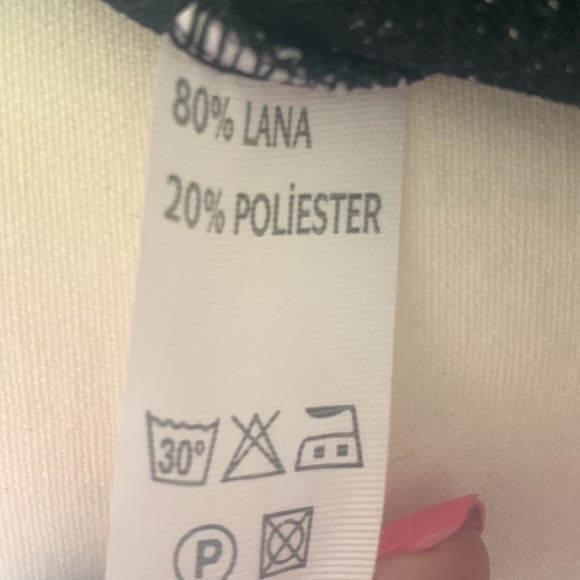 80% LANA
20% POLİESTER
30°
P